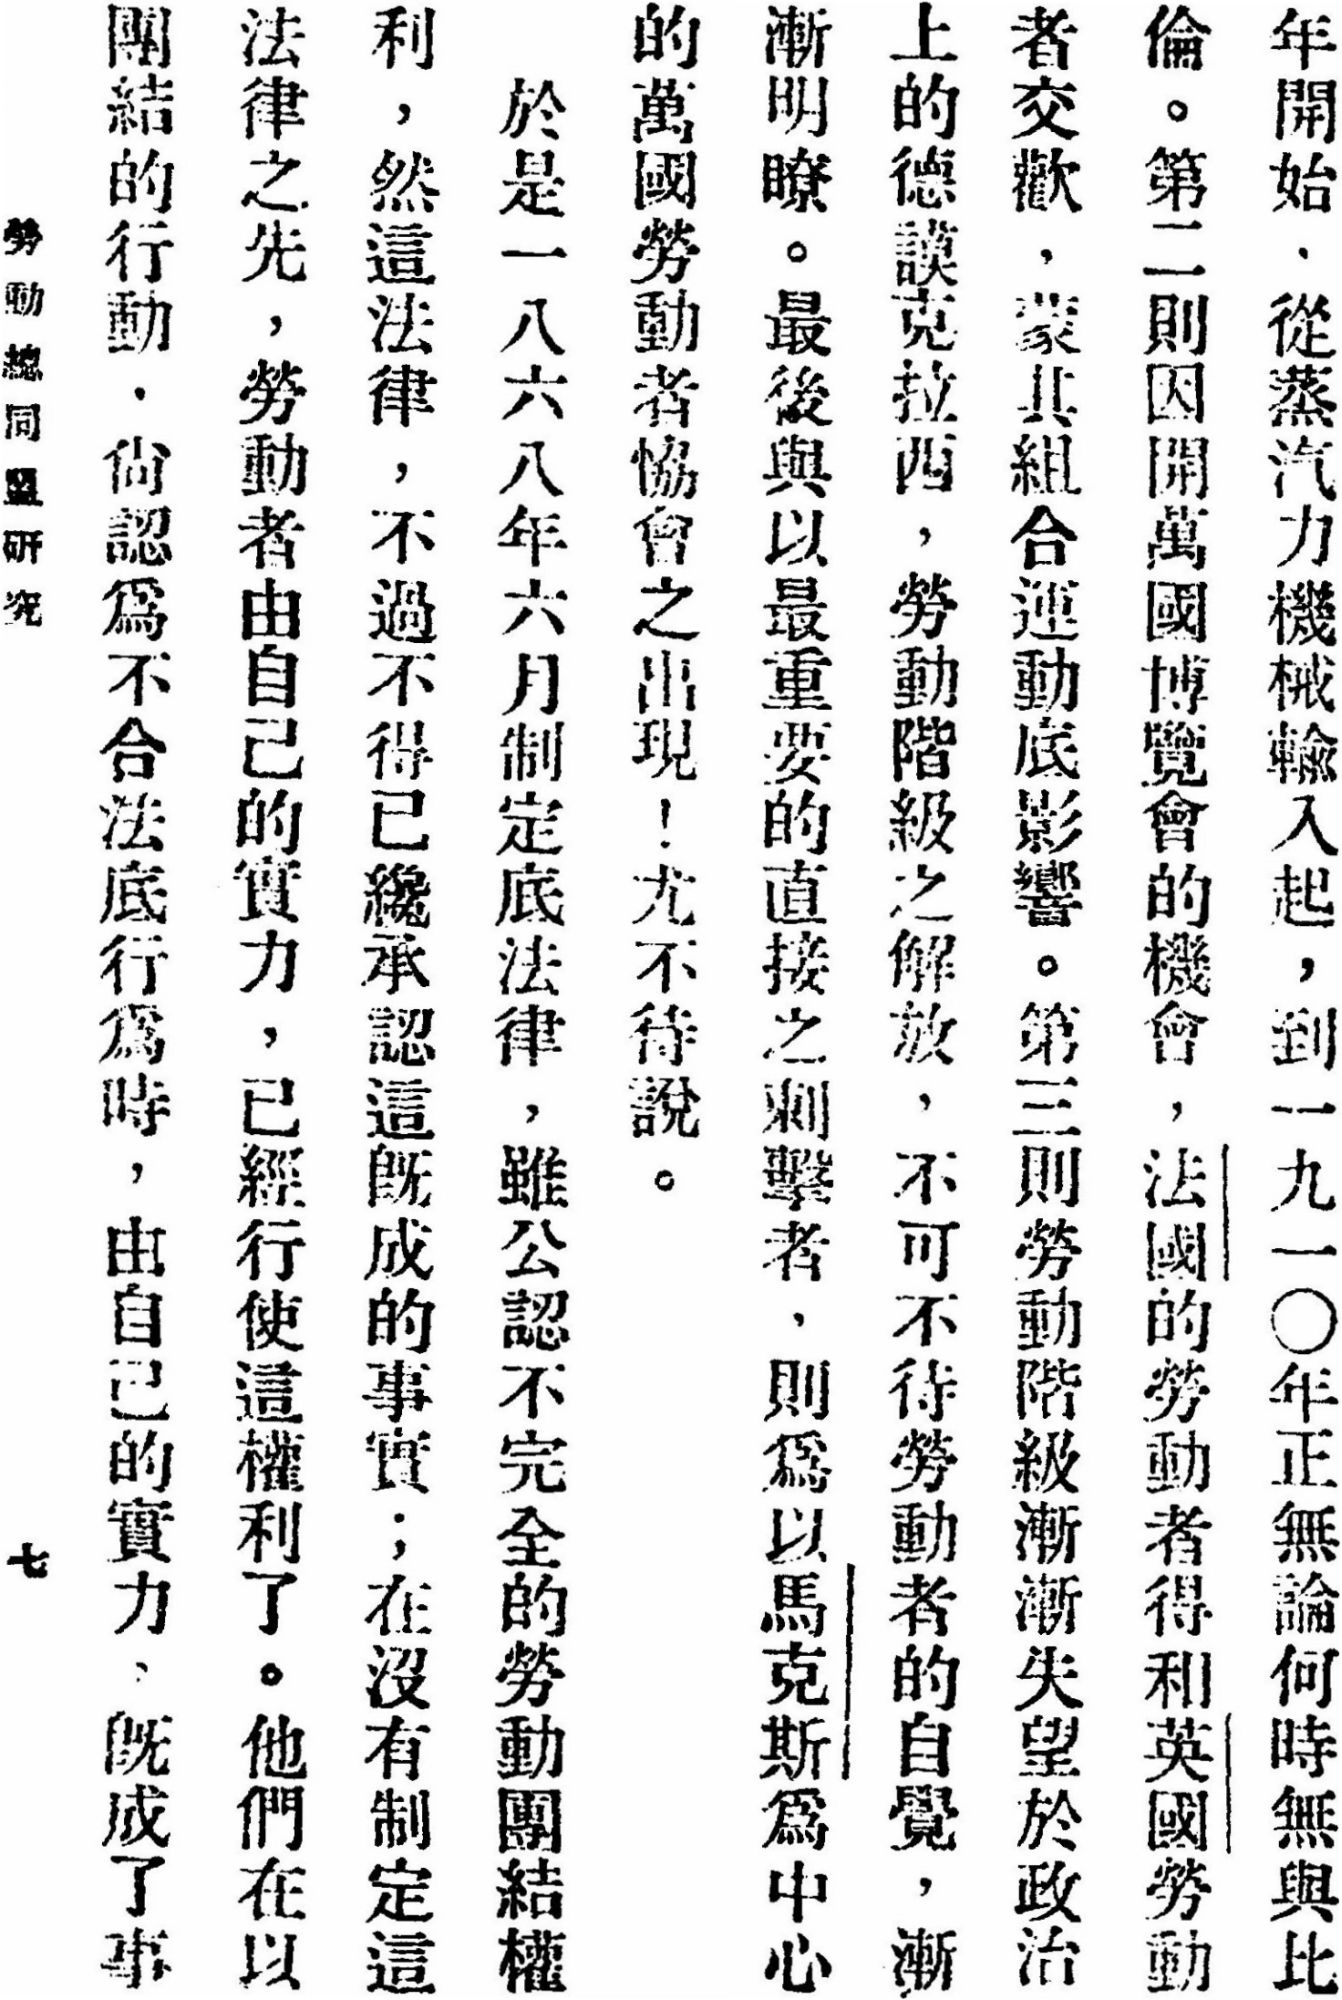 年開始、從蒸汽力機械輸入起，到一九一〇年正無論何時無與比
倫。第二則因開萬國博覽會的機會，法國的勞動者得和英國勞動
者交歡，蒙其組合運動底影響。第三則勞動階級漸漸失望於政治
上的德謨克拉西，勞動階級之解放，不可不待勞動者的自覺，漸
漸明瞭。最後與以最重要的直接之刺擊者，則爲以馬克斯爲中心
的萬國勞動者恊會之出現！尤不待說。
於是一八六八年六月制定底法律，雖公認不完全的勞動團結權
利，然這法律，不過不得已纔承認這旣成的事實；在沒有制定這
法律之先，勞動者由自己的實力，已經行使這權利了。他們在以
團結的行動，尙認爲不合法底行爲時，由自己的實力，旣成了事
勞動總同盟研究
七